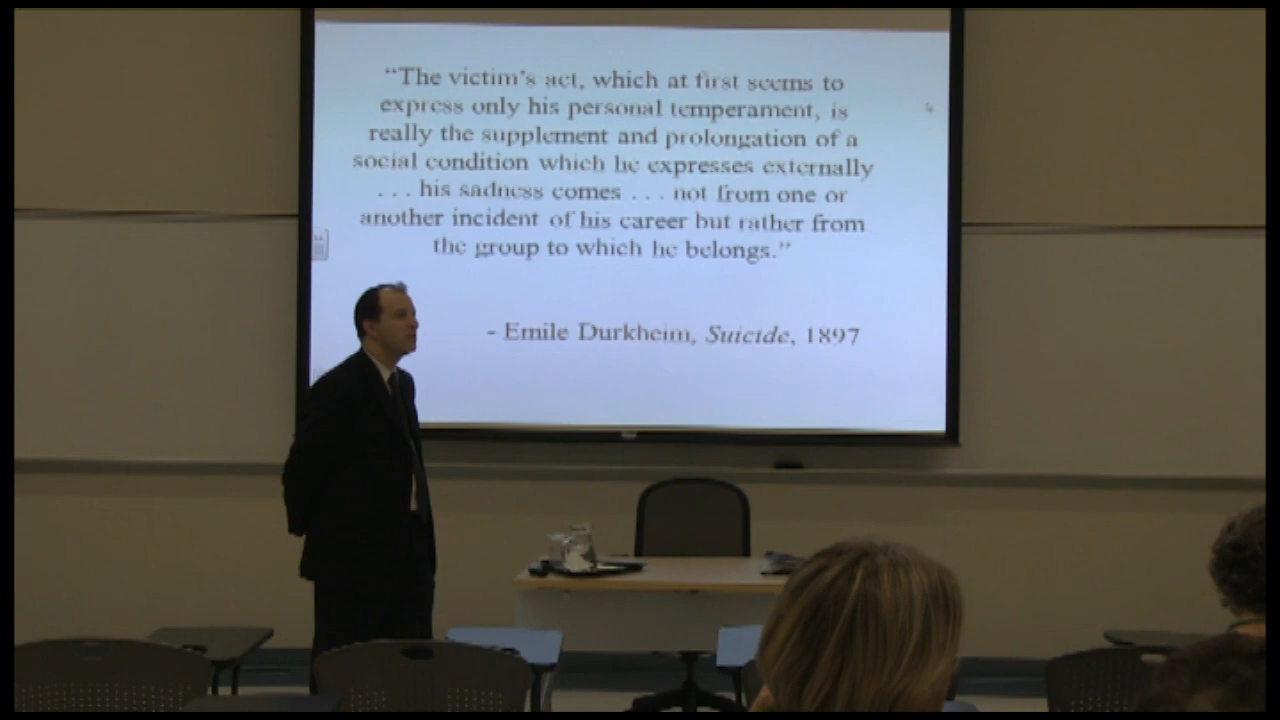 “The victim's act, which at first seems to
express only his personal temperament, is
really the supplement and prolongation of a
social condition which he expresses externally
. . . his sadness comes . . . not from one or
another incident of his career but rather from
the group to which he belongs.”
- Emile Durkheim, Suicide, 1897